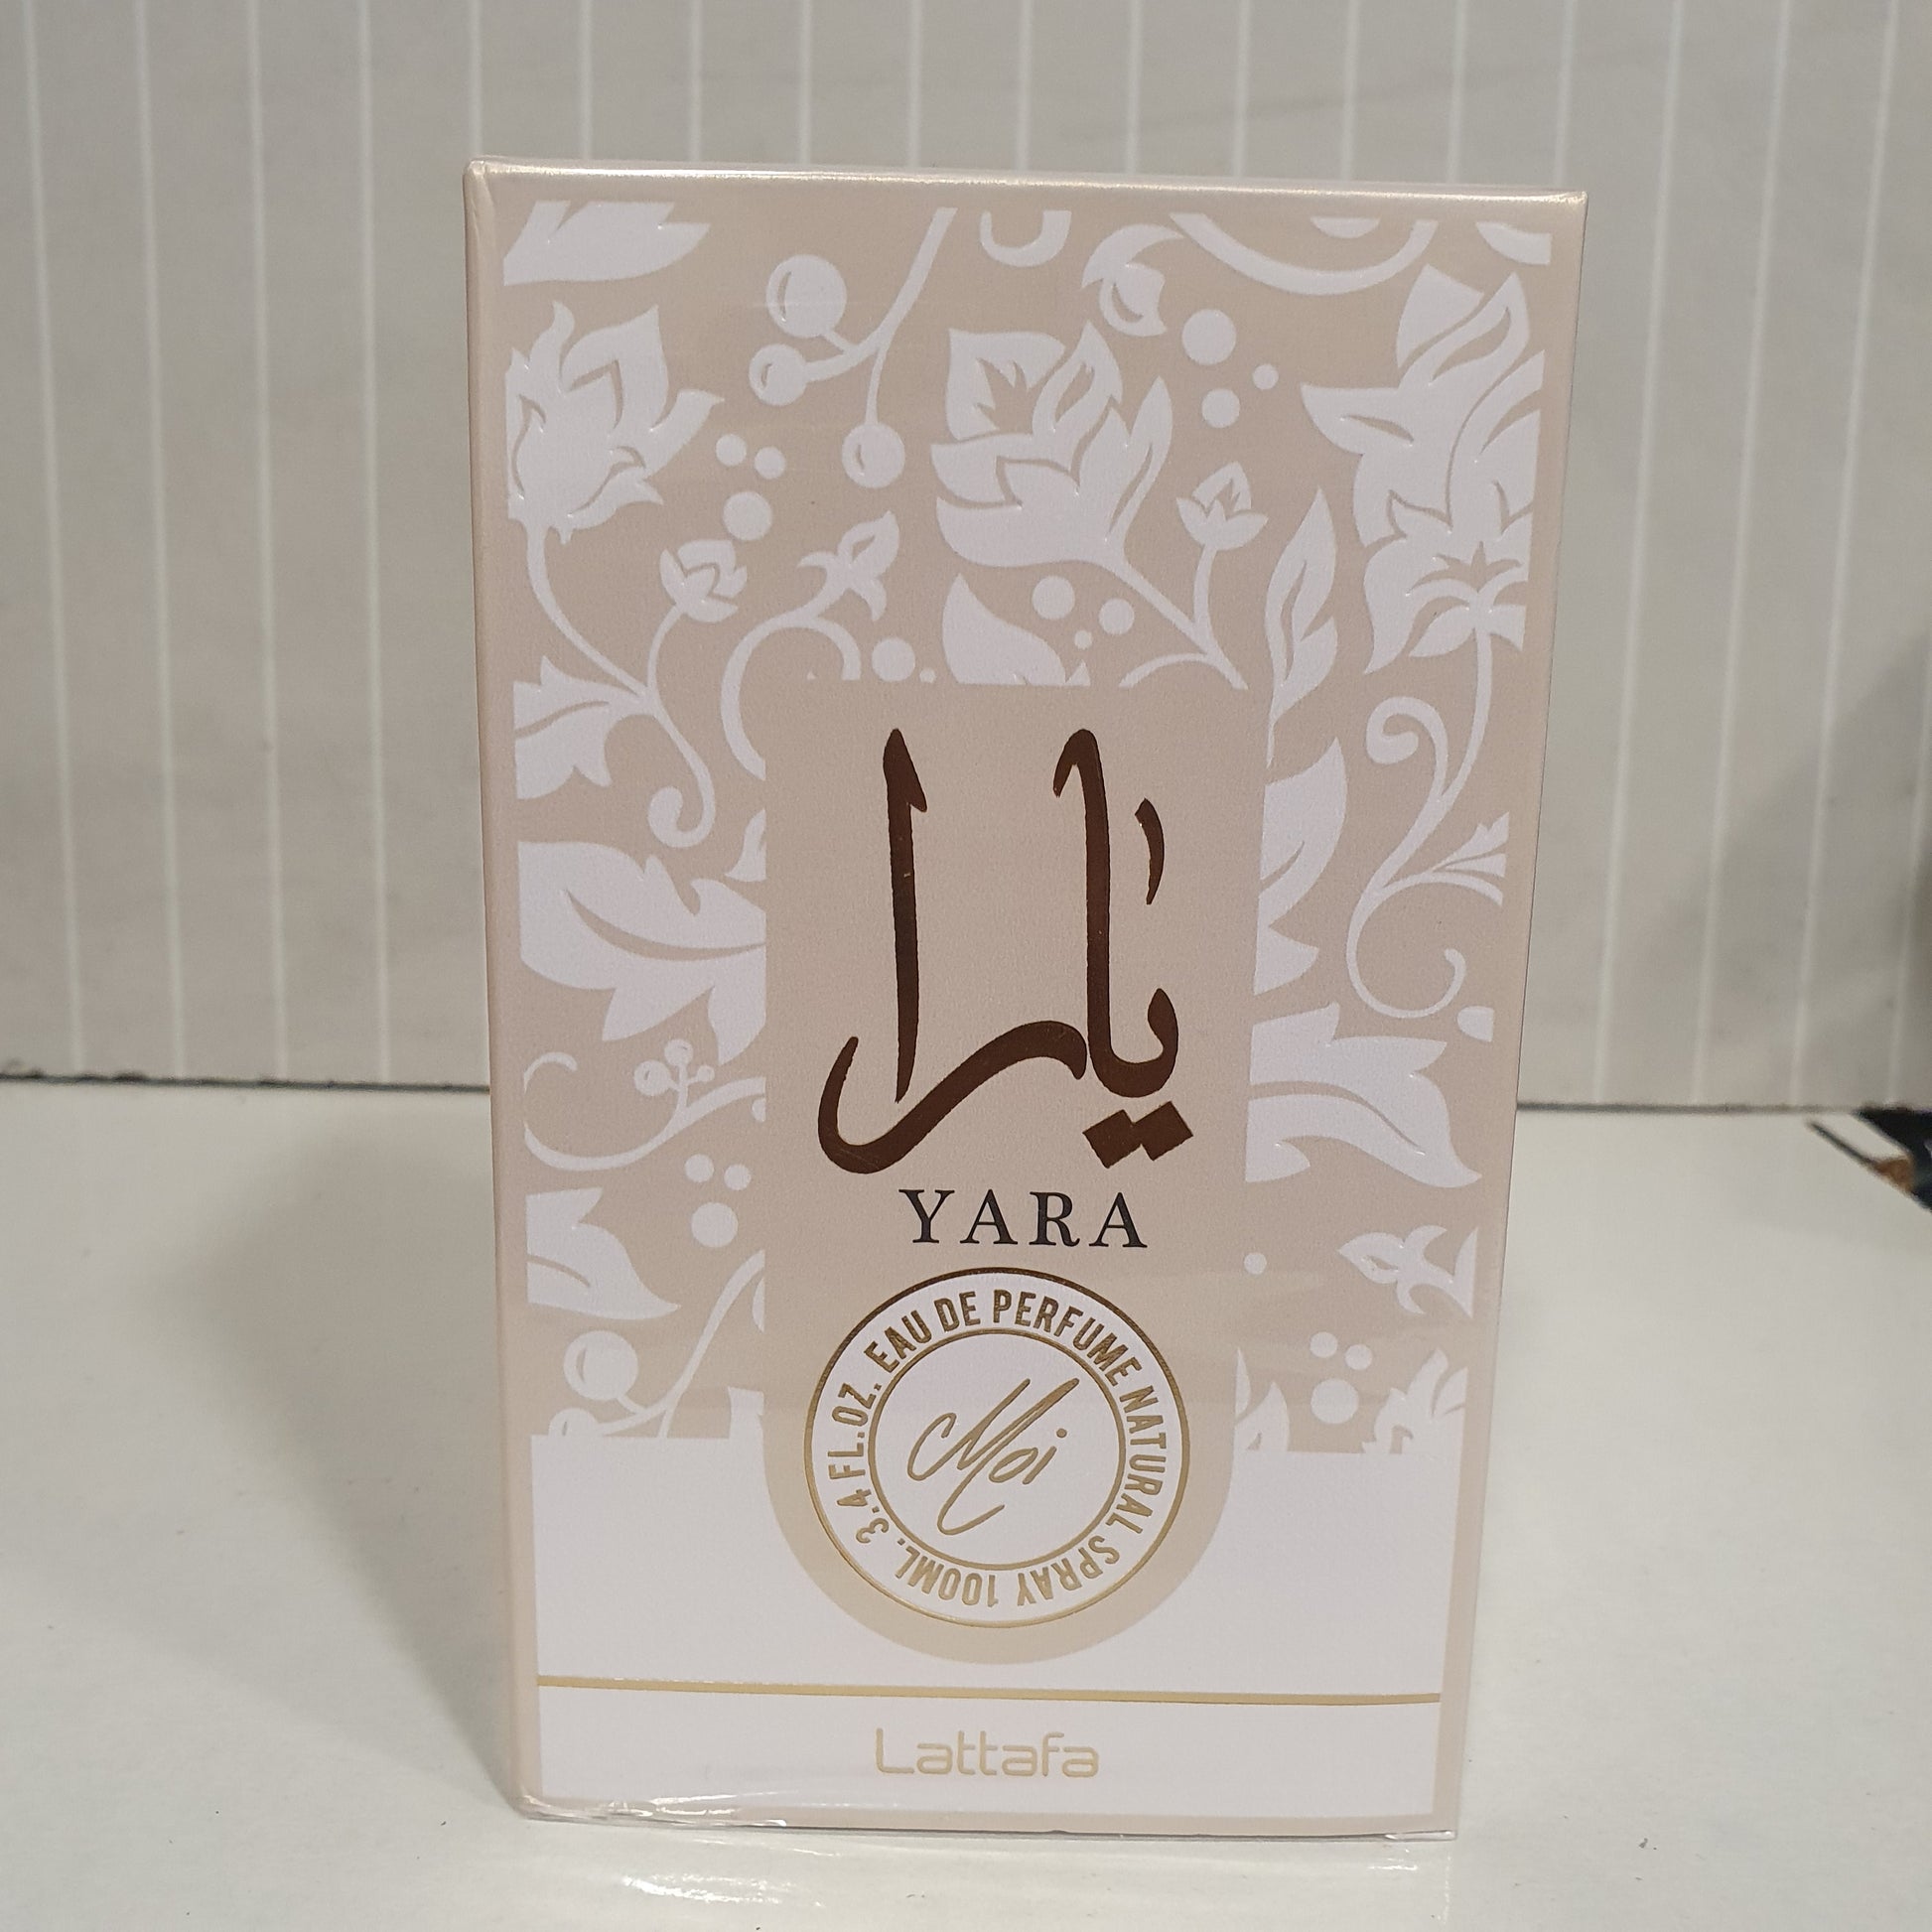 يارا
YARA
EAU DE PERFUME NATURAL SPRAY 100ML. 3.4 FL.OZ.
Moi
Lattafa